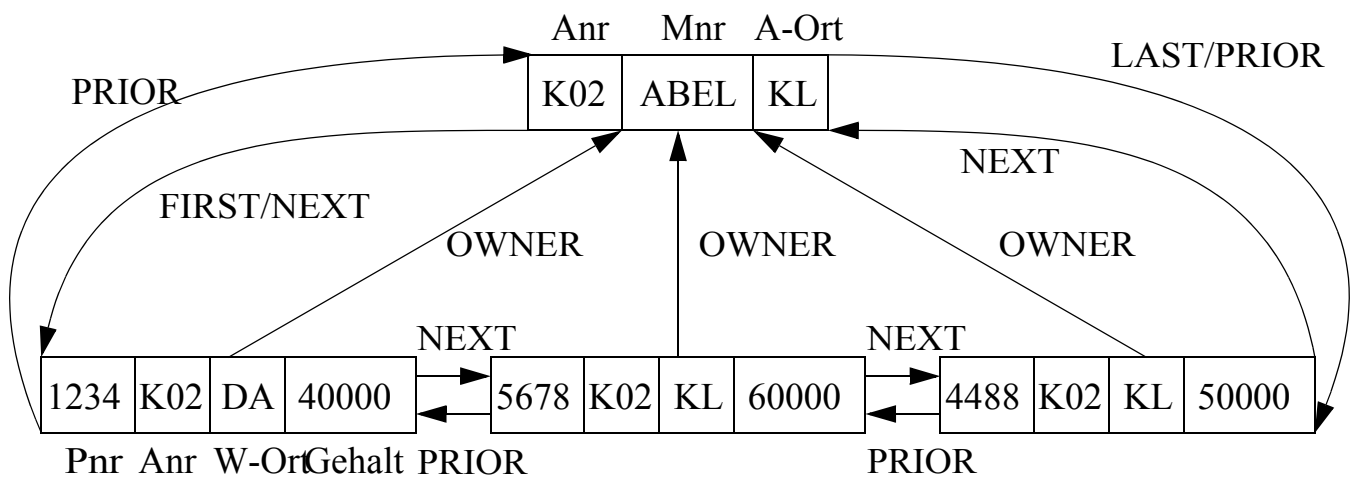 Anr Mnr A-Ort
LAST/PRIOR
PRIOR
K02 ABEL KL
NEXT
FIRST/NEXT
OWNER OWNER OWNER
NEXT NEXT
1234 K02 DA 40000 5678 K02 KL 60000 4488 K02 KL 50000
Pnr Anr W-Ort Gehalt PRIOR PRIOR